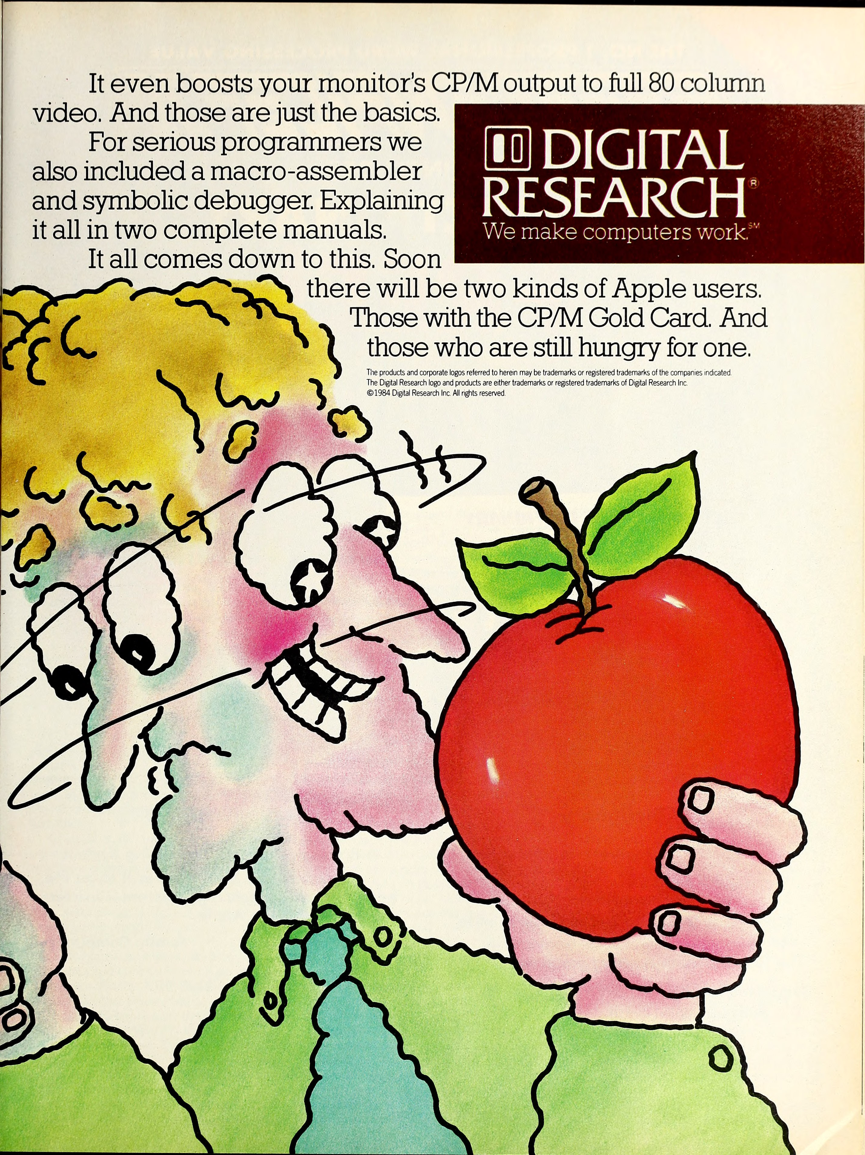 It even boosts your monitor's CP/M output to full 80 column
video. And those are just the basics.
For serious programmers we
also included a macro-assembler
and symbolic debugger. Explaining
it all in two complete manuals.
It all comes down to this. Soon
there will be two kinds of Apple users.
Those with the CP/M Gold Card. And
those who are still hungry for one.
The products and corporate logos referred to herein may be trademarks or registered trademarks of the companies indicated.
The Digital Research logo and products are either trademarks or registered trademarks of Digital Research Inc.
©1984 Digital Research Inc. All rights reserved.
DIGITAL
RESEARCH®
We make computers work.℠